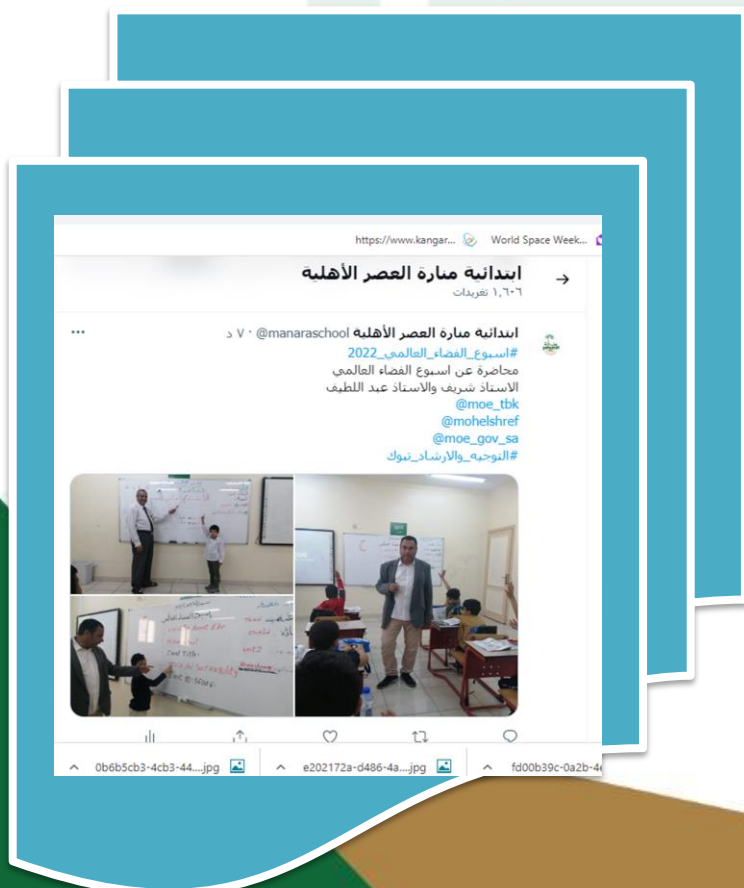 https://www.kangar... World Space Week...
ابتدائية منارة العصر الأهلية
١,٦٠٦ تغريدات
ابتدائية منارة العصر الأهلية @manaraschool · ٧ د
#اسبوع_الفضاء_العالمي_2022
محاضرة عن اسبوع الفضاء العالمي
الاستاذ شريف والاستاذ عبد اللطيف
@moe_tbk
@mohelshref
@moe_gov_sa
#التوجيه_والارشاد_تبوك
Unit Title:
0b6b5cb3-4cb3-44....jpg e202172a-d486-4a....jpg fd00b39c-0a2b-4